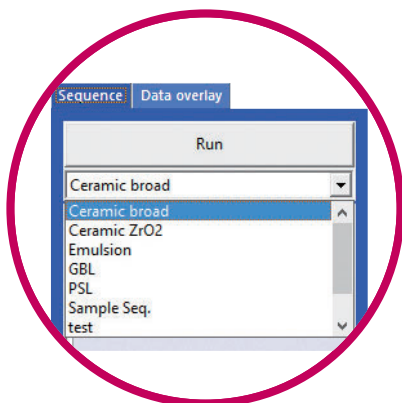 Sequence Data overlay
Run
Ceramic broad
Ceramic broad
Ceramic ZrO2
Emulsion
GBL
PSL
Sample Seq.
test